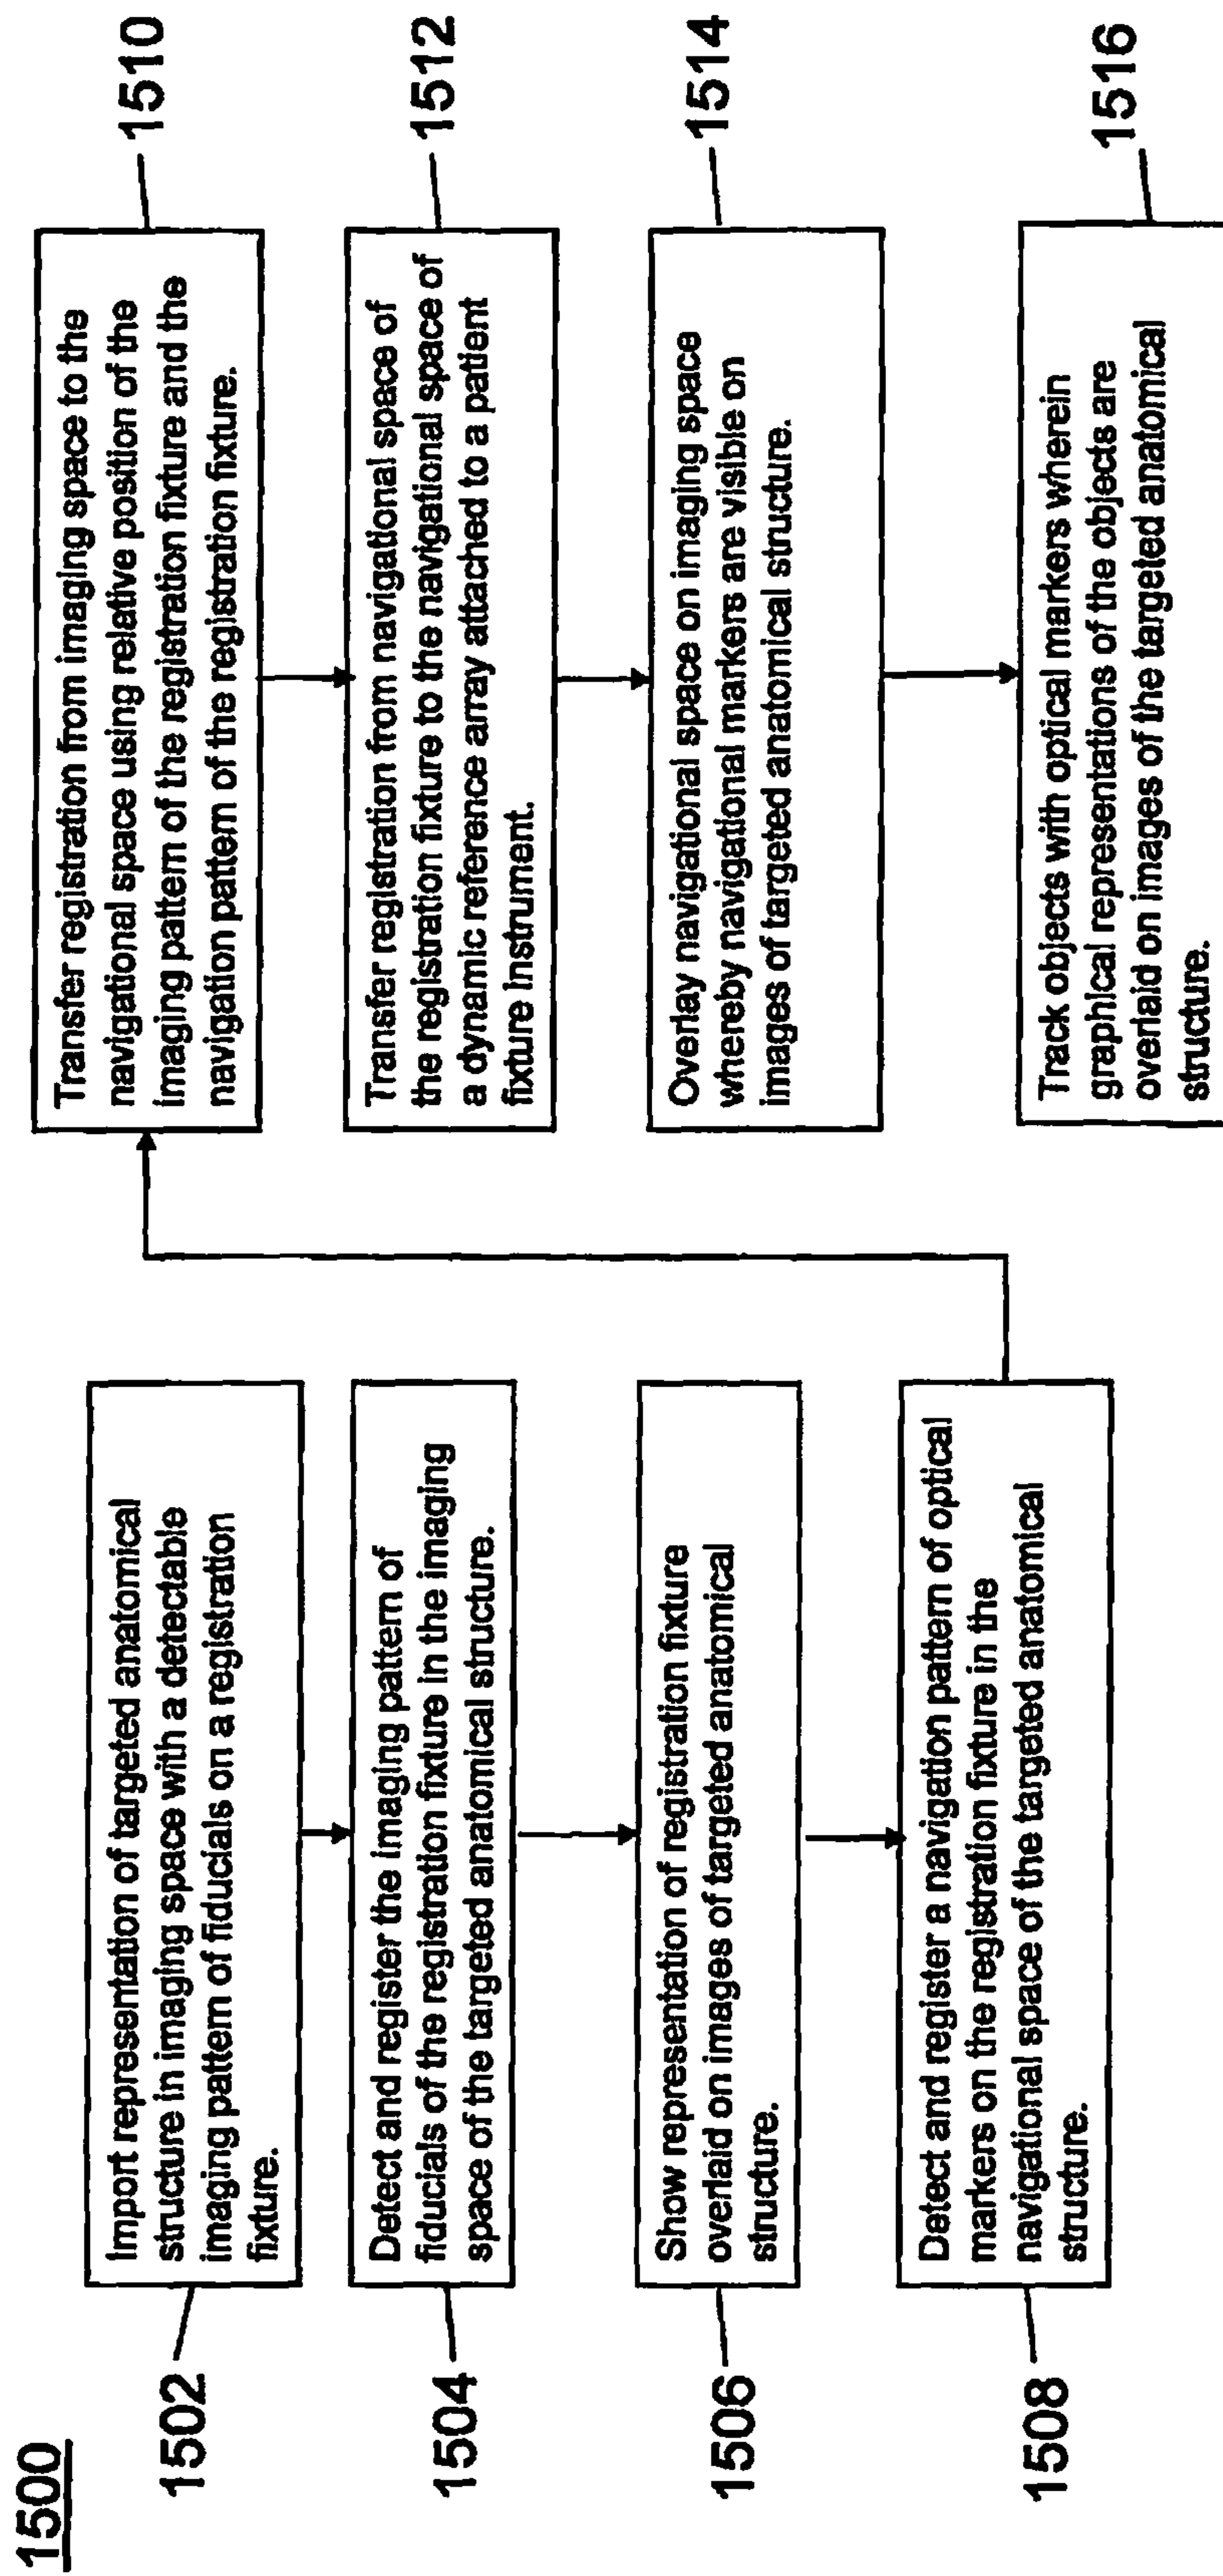 1500
1502
Import representation of targeted anatomical
structure in imaging space with a detectable
imaging pattern of fiducials on a registration
fixture.
1504
Detect and register the imaging pattern of
fiducials of the registration fixture in the imaging
space of the targeted anatomical structure.
1506
Show representation of registration fixture
overlaid on images of targeted anatomical
structure.
1508
Detect and register a navigation pattern of optical
markers on the registration fixture in the
navigational space of the targeted anatomical
structure.
1510
Transfer registration from imaging space to the
navigational space using relative position of the
imaging pattern of the registration fixture and the
navigation pattern of the registration fixture.
1512
Transfer registration from navigational space of
the registration fixture to the navigational space of
a dynamic reference array attached to a patient
fixture instrument.
1514
Overlay navigational space on imaging space
whereby navigational markers are visible on
images of targeted anatomical structure.
1516
Track objects with optical markers wherein
graphical representations of the objects are
overlaid on images of the targeted anatomical
structure.